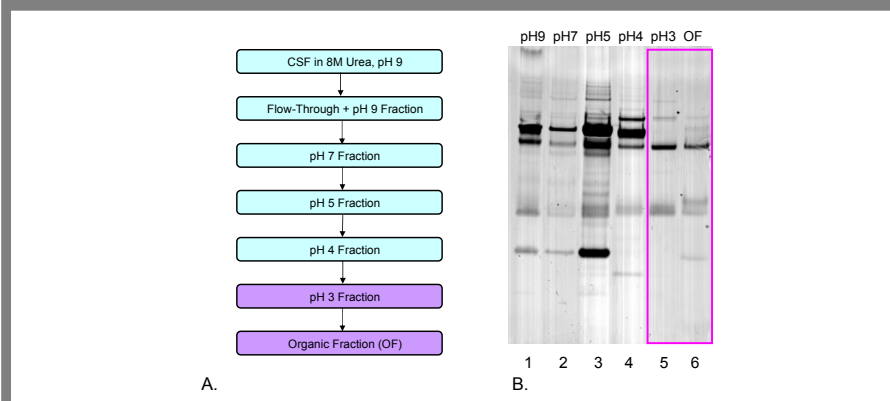 CSF in 8M Urea, pH 9
Flow-Through + pH 9 Fraction
pH 7 Fraction
pH 5 Fraction
pH 4 Fraction
pH 3 Fraction
Organic Fraction (OF)
A.
pH9 pH7 pH5 pH4 pH3 OF
1 2 3 4 5 6
B.